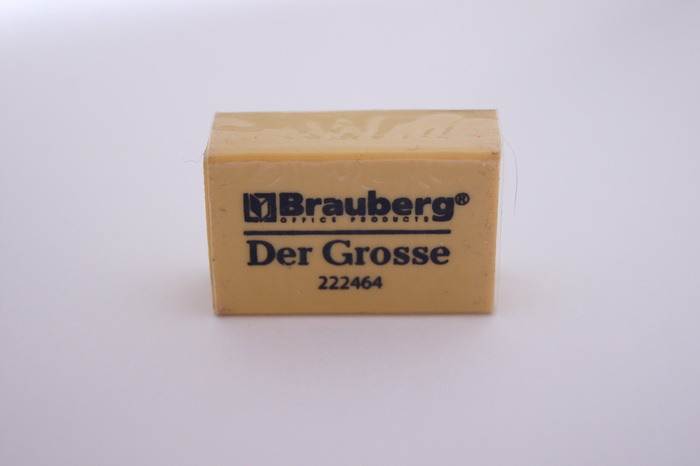 Brauberg®
OFFICE PRODUCTS
Der Grosse
222464